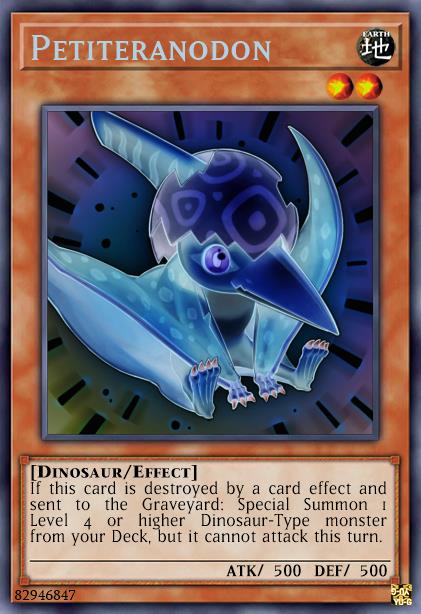 PETITERANODON
EARTH
地
[DINOSAUR/EFFECT]
If this card is destroyed by a card effect and
sent to the Graveyard: Special Summon 1
Level 4 or higher Dinosaur-Type monster
from your Deck, but it cannot attack this turn.
ATK/ 500 DEF/ 500
82946847